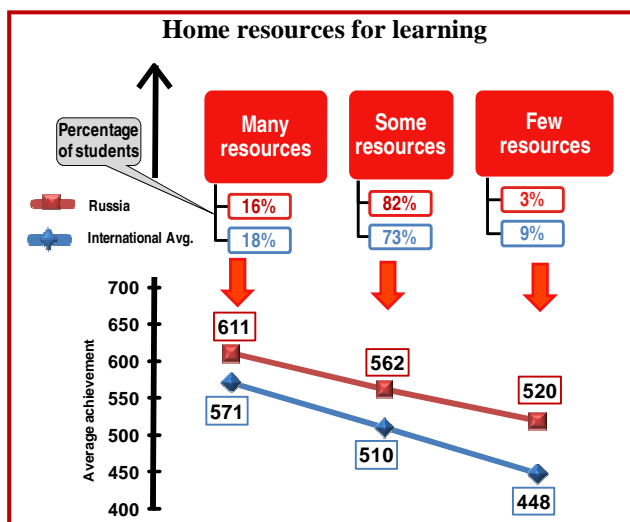 Home resources for learning
Percentage
of students
Many
resources
Some
resources
Few
resources
Russia
16%
82%
3%
International Avg.
18%
73%
9%
Average achievement
700
650
600
550
500
450
400
611
562
520
571
510
448